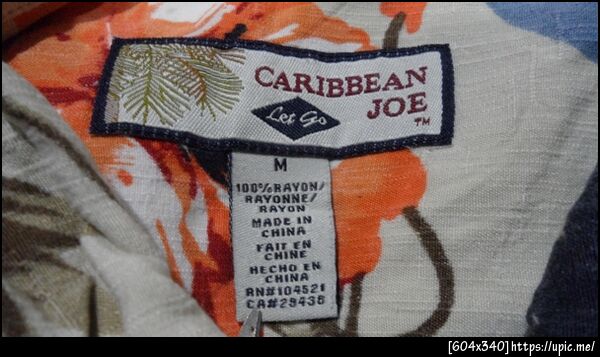 CARIBBEAN
JOE
TM
Let Go
M
100% RAYON/
RAYONNE/
RAYON
MADE IN
CHINA
FAIT EN
CHINE
HECHO EN
CHINA
RN#104521
CA#29436
[604x340]https://upic.me/